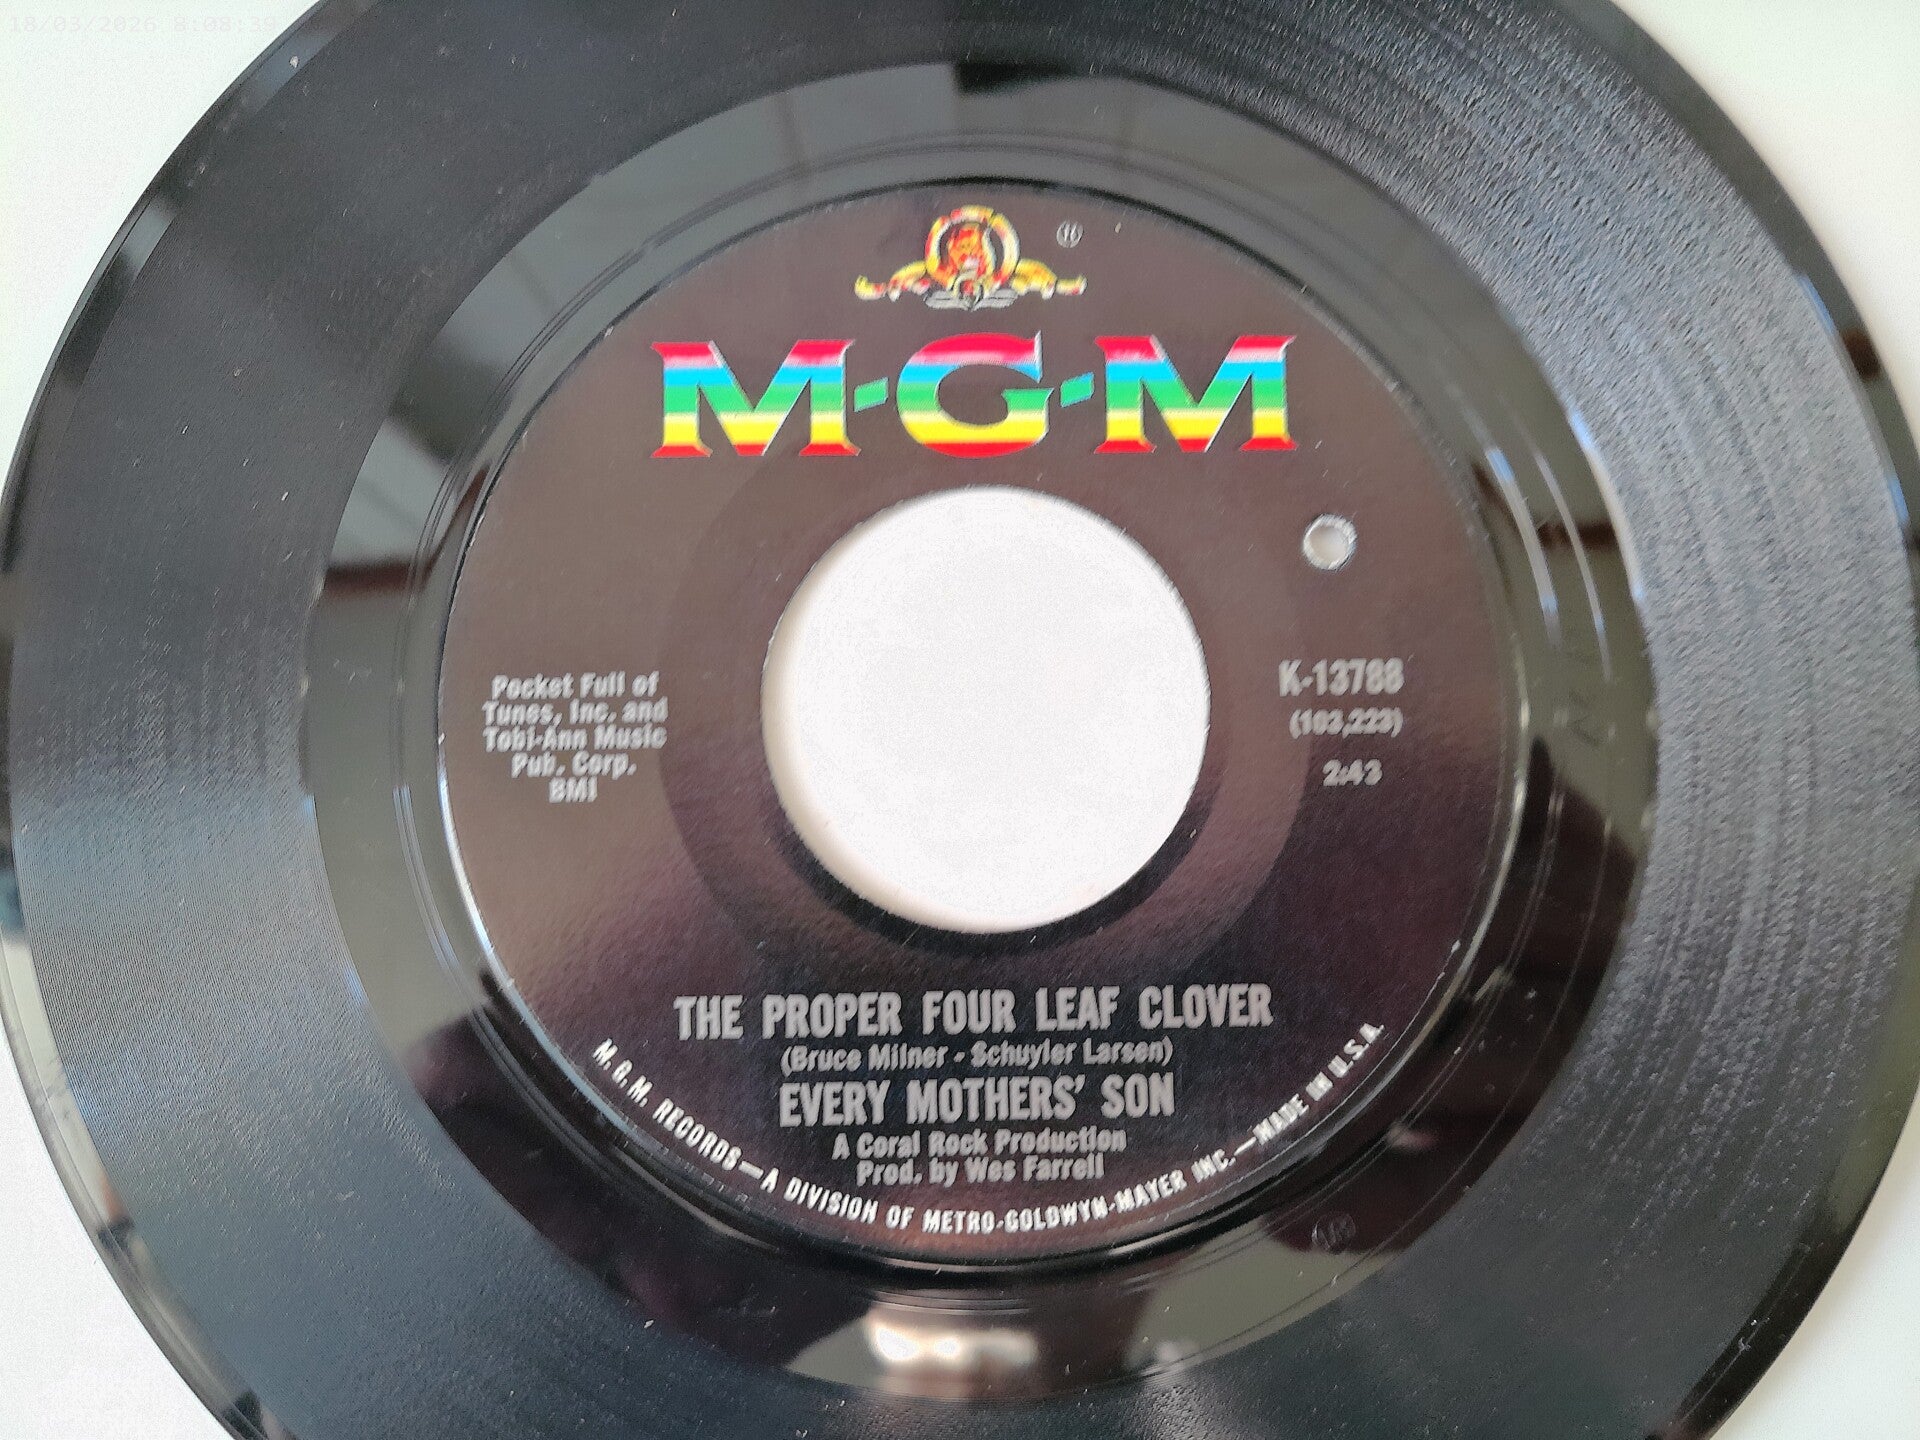 18/03/2026 8:08:39
M-G-M
Pocket Full of
Tunes, Inc. and
Tobi-Ann Music
Pub. Corp.
BMI
K-13788
(103,223)
2:43
THE PROPER FOUR LEAF CLOVER
(Bruce Milner - Schuyler Larsen)
EVERY MOTHERS' SON
A Coral Rock Production
Prod. by Wes Farrell
M.G.M. RECORDS—A DIVISION OF METRO-GOLDWYN-MAYER INC.—MADE IN U.S.A.